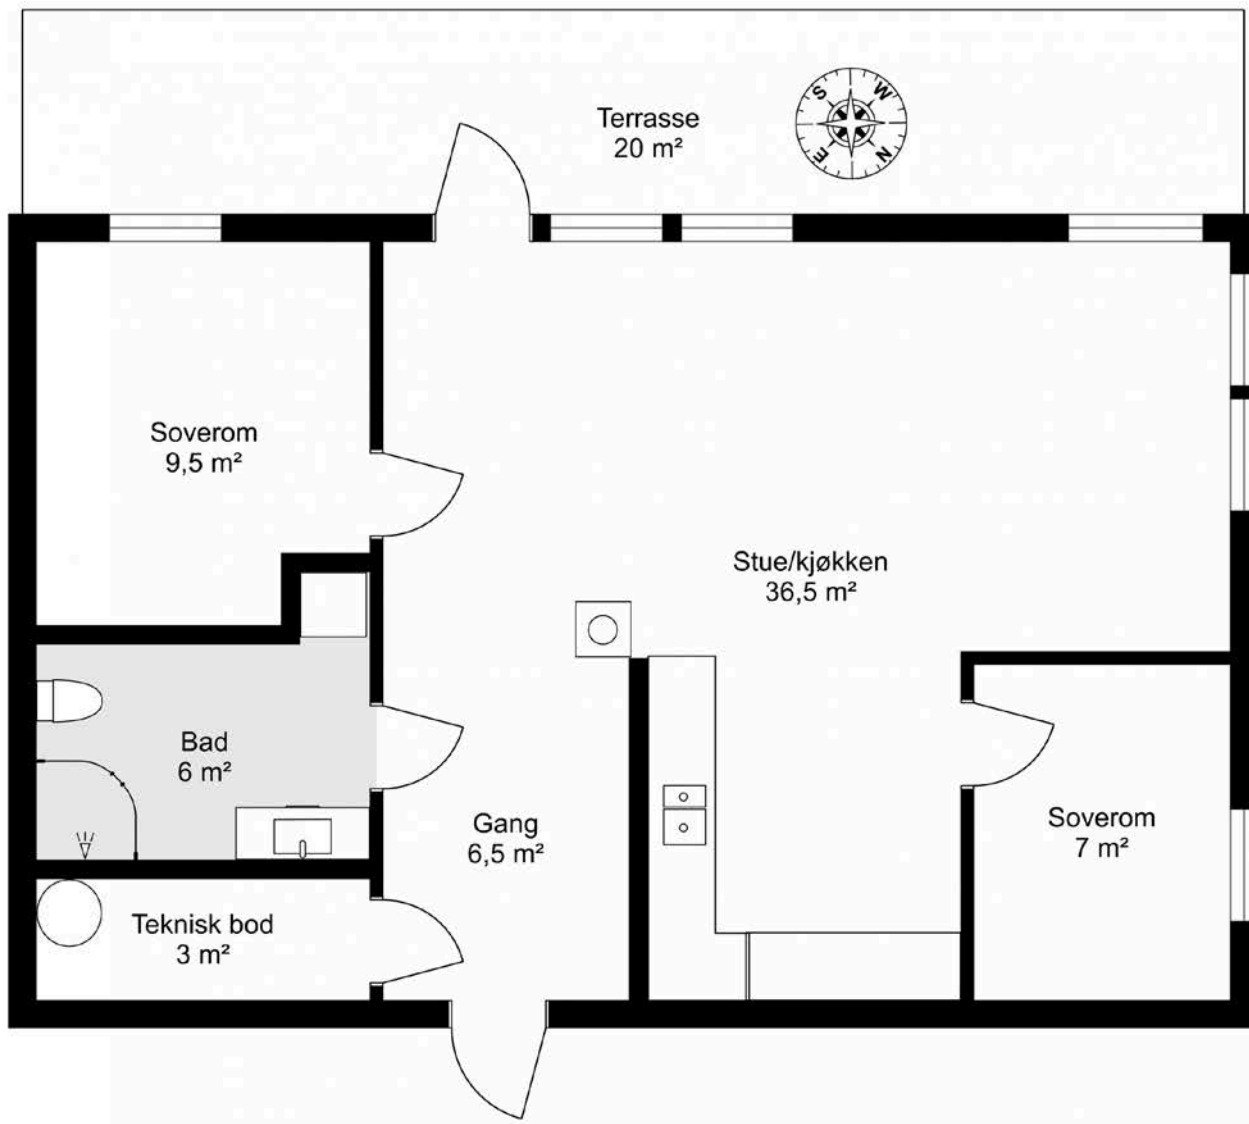 Terrasse
20 m²
S
W
E
N
Soverom
9,5 m²
Stue/kjøkken
36,5 m²
Bad
6 m²
Gang
6,5 m²
Soverom
7 m²
Teknisk bod
3 m²